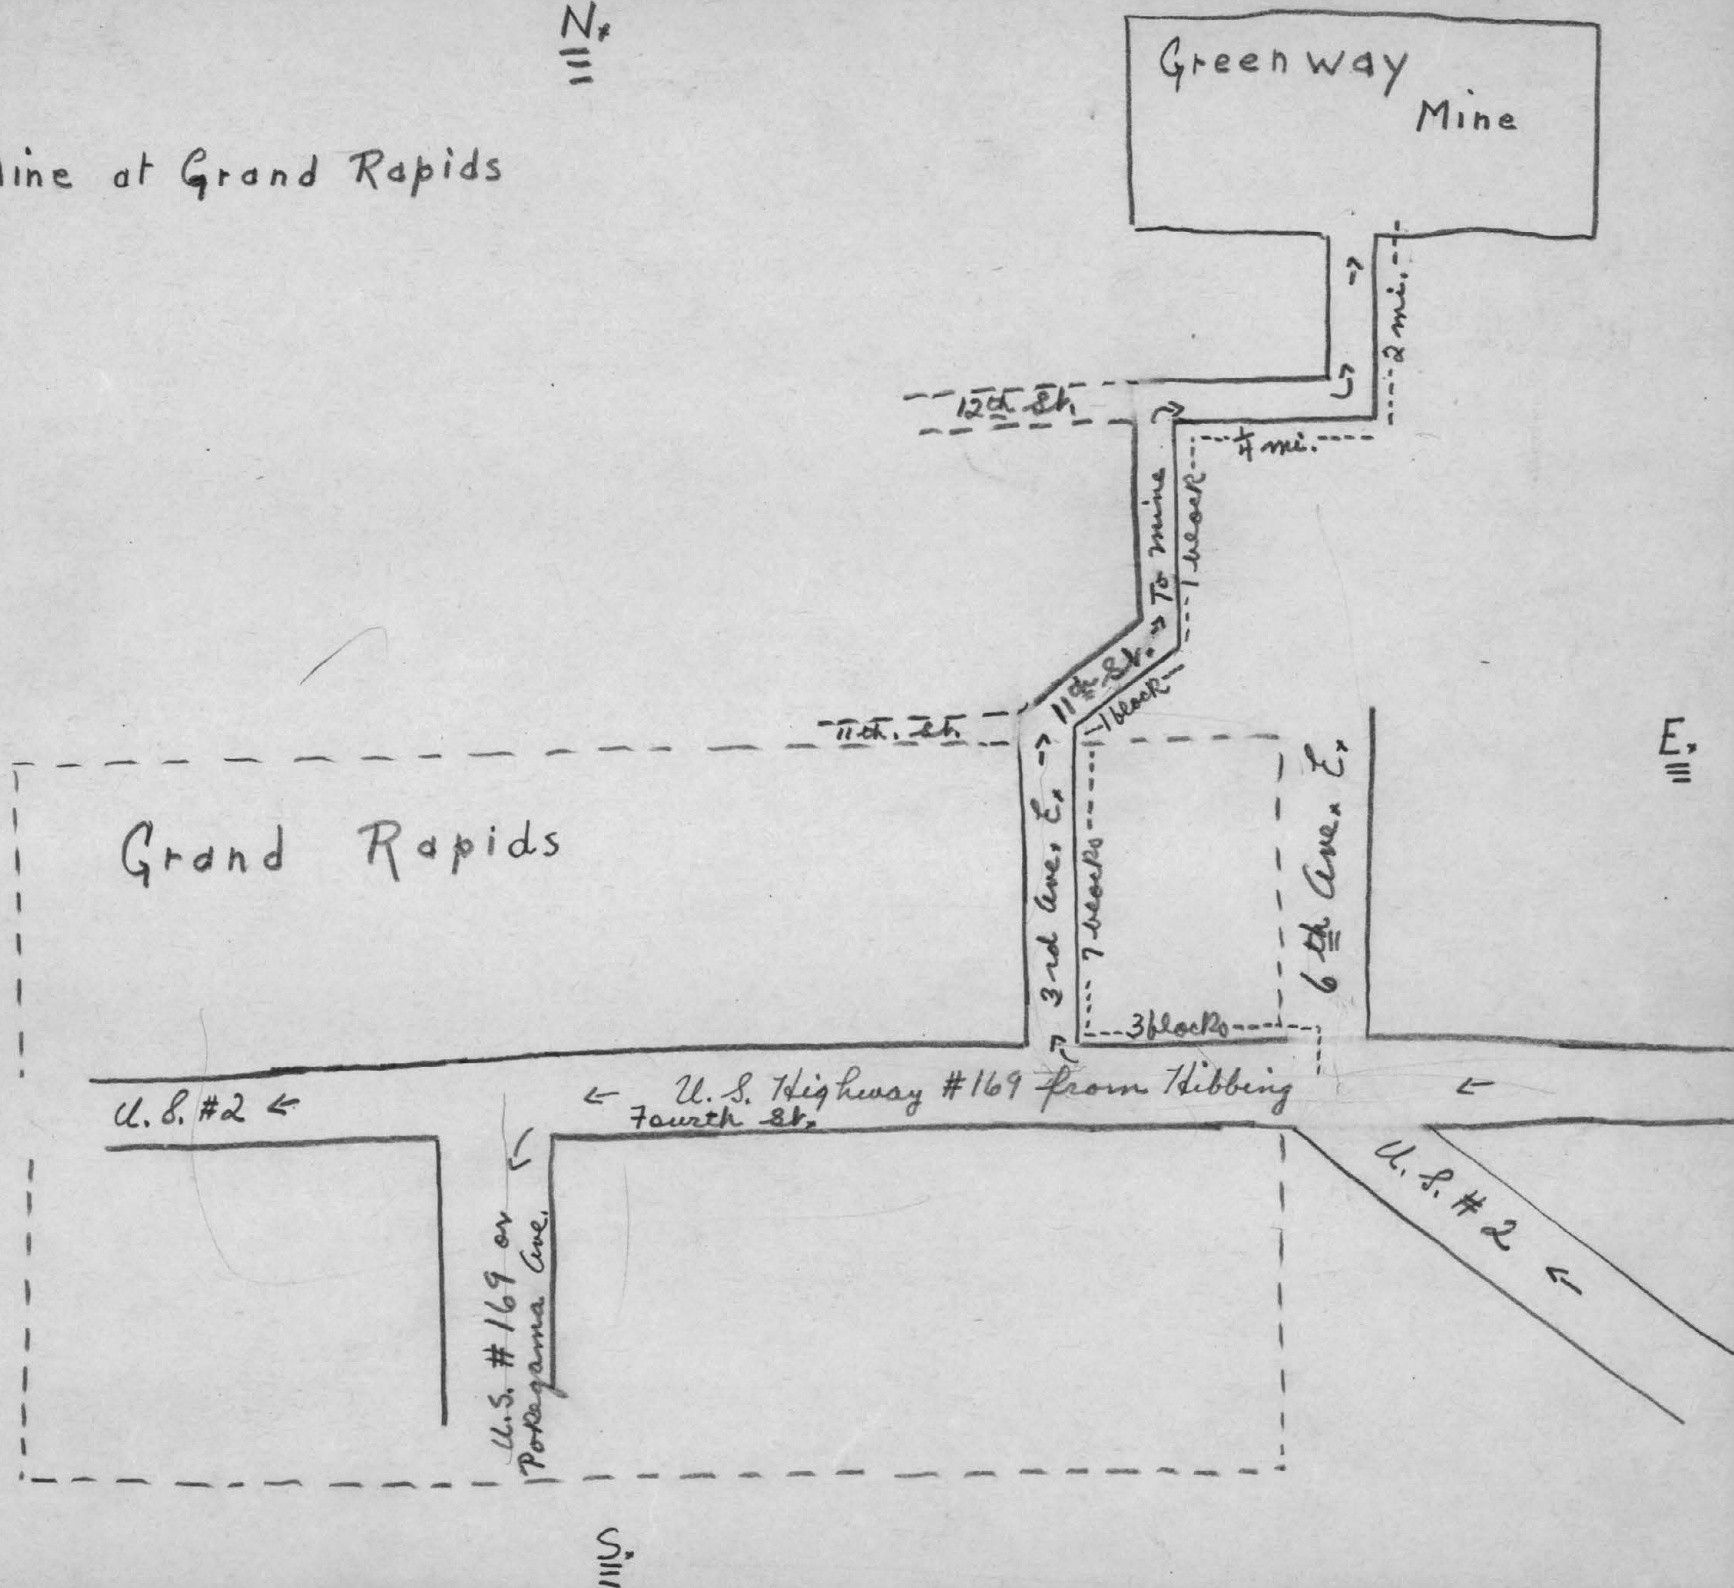 N.
Greenway
Mine
at Grand Rapids
2 mi.
12th St.
1/4 mi.
To mine
1 block
11th St.
1 block
11th. St.
E.
3rd Ave. E.
7 blocks
6th Ave. E.
Grand Rapids
3 blocks
U. S. Highway #169 from Hibbing
Fourth St.
U. S. #2
U. S. #2
U.S. #169 or
Pokegama Ave.
S.